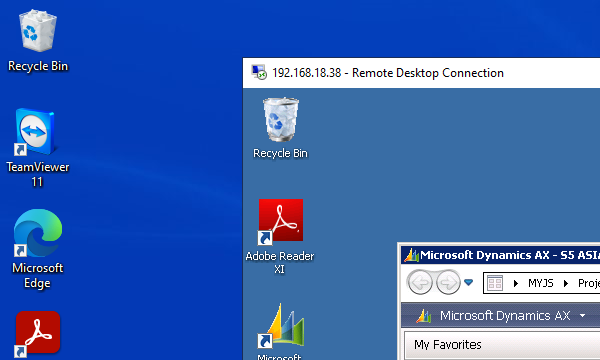 Recycle Bin
TeamViewer
11
Microsoft
Edge
192.168.18.38 - Remote Desktop Connection
Recycle Bin
Adobe Reader
XI
Microsoft
Microsoft Dynamics AX - S5 ASIA
MYJS
Proje
Microsoft Dynamics AX
My Favorites